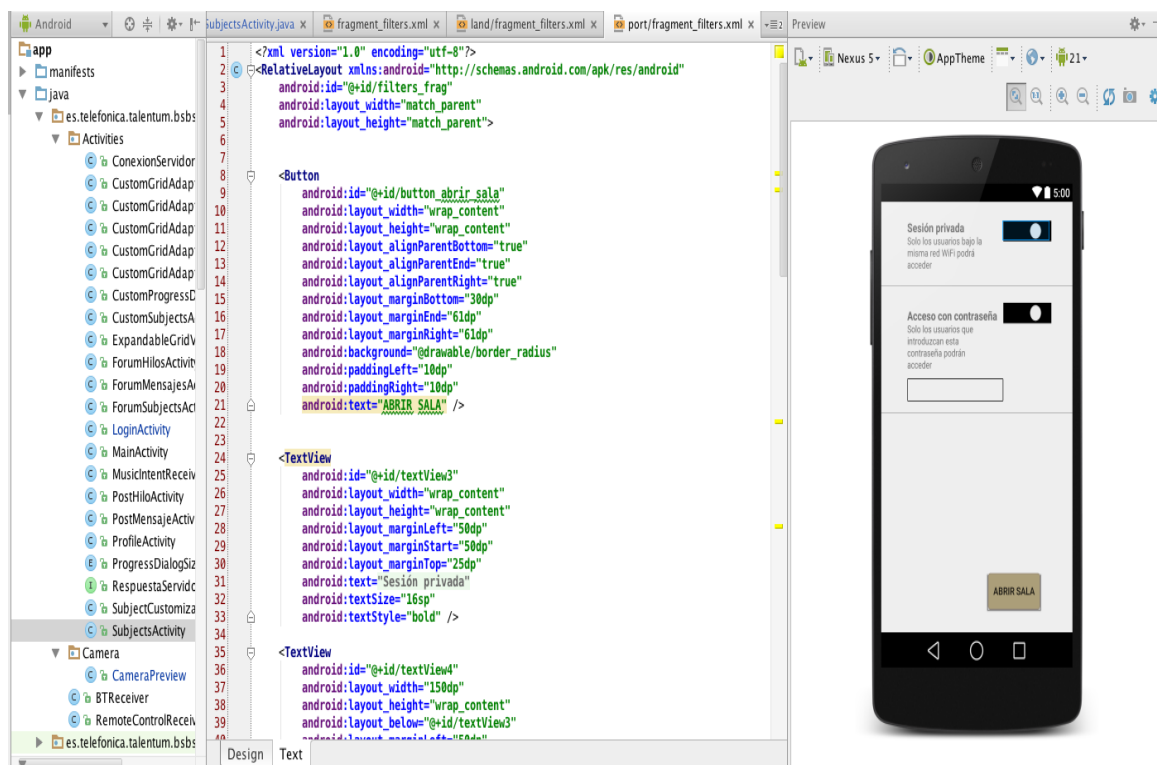 Android
SubjectsActivity.java
fragment_filters.xml
land/fragment_filters.xml
port/fragment_filters.xml
2
Preview
app
manifests
java
es.telefonica.talentum.bsbs
Activities
ConexionServidor
CustomGridAdap
CustomGridAdap
CustomGridAdap
CustomGridAdap
CustomGridAdap
CustomProgressD
CustomSubjectsA
ExpandableGridV
ForumHilosActivit
ForumMensajesA
ForumSubjectsAct
LoginActivity
MainActivity
MusicIntentReceiv
PostHiloActivity
PostMensajeActiv
ProfileActivity
ProgressDialogSiz
RespuestaServido
SubjectCustomiza
SubjectsActivity
Camera
CameraPreview
BTReceiver
RemoteControlReceiv
es.telefonica.talentum.bsbs
1 <?xml version="1.0" encoding="utf-8"?>
2 <RelativeLayout xmlns:android="http://schemas.android.com/apk/res/android"
3 android:id="@+id/filters_frag"
4 android:layout_width="match_parent"
5 android:layout_height="match_parent">
6
7
8 <Button
9 android:id="@+id/button_abrir_sala"
10 android:layout_width="wrap_content"
11 android:layout_height="wrap_content"
12 android:layout_alignParentBottom="true"
13 android:layout_alignParentEnd="true"
14 android:layout_alignParentRight="true"
15 android:layout_marginBottom="30dp"
16 android:layout_marginEnd="61dp"
17 android:layout_marginRight="61dp"
18 android:background="@drawable/border_radius"
19 android:paddingLeft="10dp"
20 android:paddingRight="10dp"
21 android:text="ABRIR SALA" />
22
23
24 <TextView
25 android:id="@+id/textView3"
26 android:layout_width="wrap_content"
27 android:layout_height="wrap_content"
28 android:layout_marginLeft="50dp"
29 android:layout_marginStart="50dp"
30 android:layout_marginTop="25dp"
31 android:text="Sesión privada"
32 android:textSize="16sp"
33 android:textStyle="bold" />
34
35 <TextView
36 android:id="@+id/textView4"
37 android:layout_width="150dp"
38 android:layout_height="wrap_content"
39 android:layout_below="@+id/textView3"
40 android:layout_marginLeft="50dp"
Design Text
Nexus 5
AppTheme
21
5:00
Sesión privada
Solo los usuarios bajo la
misma red WiFi podrá
acceder
Acceso con contraseña
Solo los usuarios que
introduzcan esta
contraseña podrán
acceder
ABRIR SALA